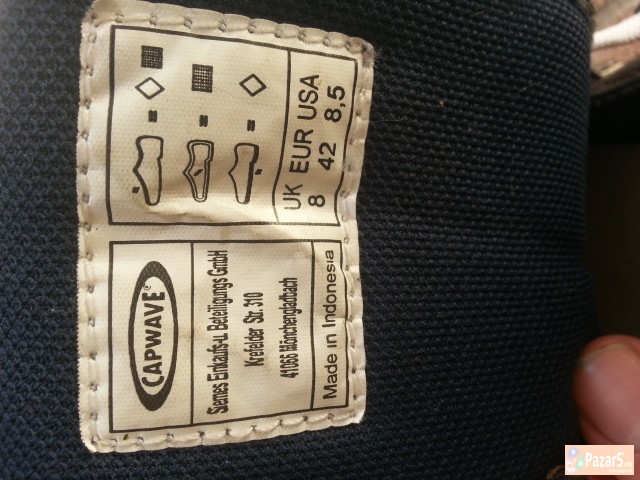 UK EUR USA
8 42 8,5
CAPWAVE®
Siemes Einkaufs-u. Beteiligungs GmbH
Krefelder Str. 310
41066 Mönchengladbach
Made in Indonesia
Pazar5